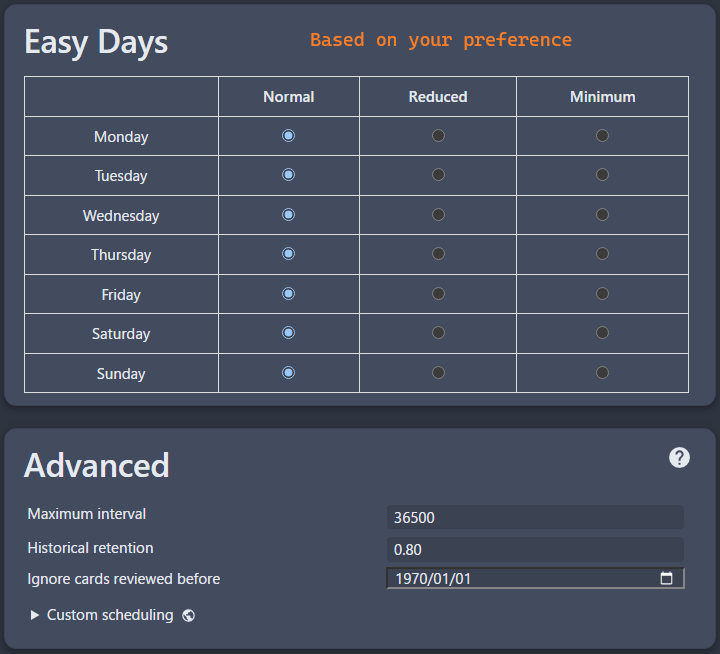 Easy Days
Based on your preference
Normal Reduced Minimum
Monday
Tuesday
Wednesday
Thursday
Friday
Saturday
Sunday
Advanced
?
Maximum interval 36500
Historical retention 0.80
Ignore cards reviewed before 1970/01/01
Custom scheduling